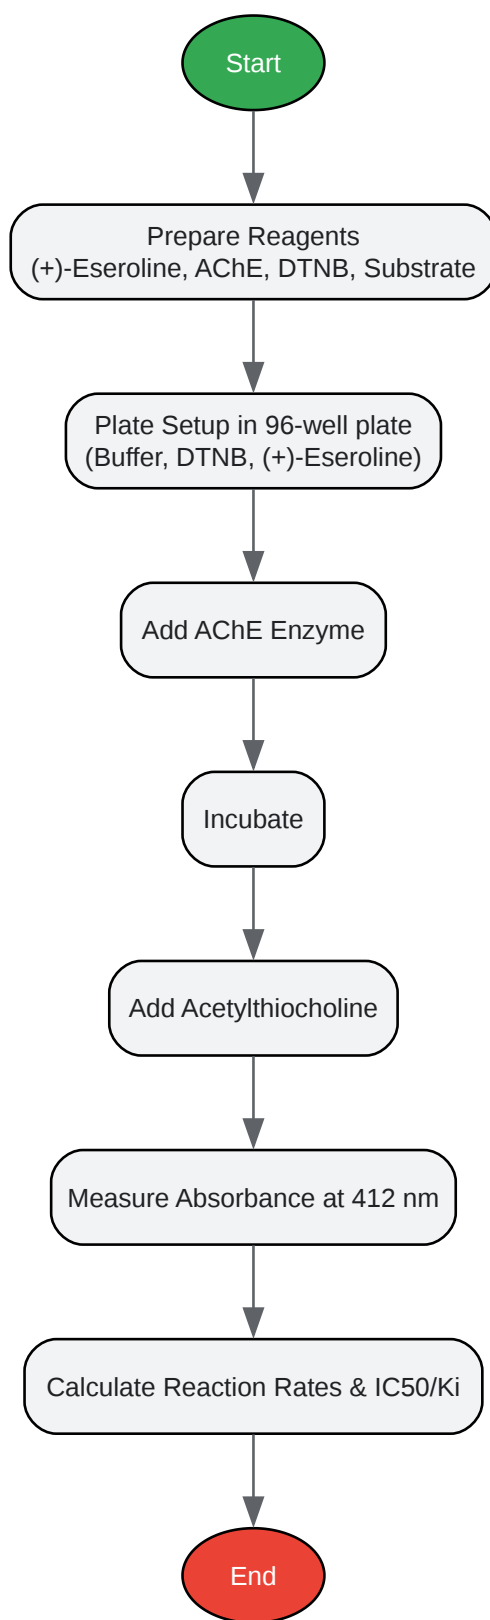 Start
Prepare Reagents
(+)-Eseroline, AChE, DTNB, Substrate
Plate Setup in 96-well plate
(Buffer, DTNB, (+)-Eseroline)
Add AChE Enzyme
Incubate
Add Acetylthiocholine
Measure Absorbance at 412 nm
Calculate Reaction Rates & IC50/Ki
End